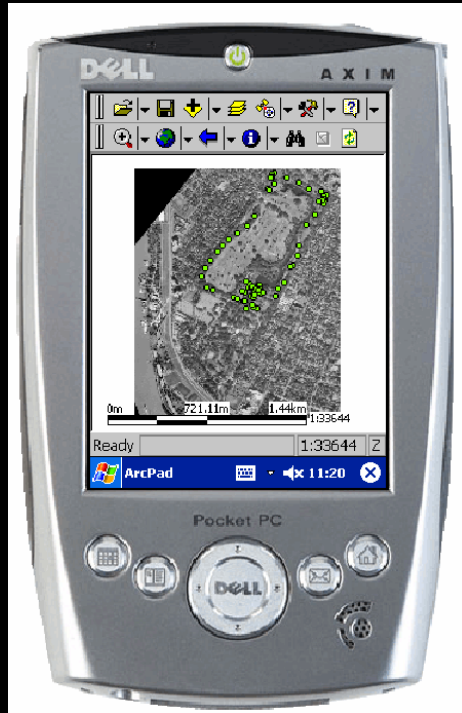 DELL
AXIM
0m 721.11m 1.44km
1:33644
Ready 1:33644 Z
ArcPad 11:20
Pocket PC
DELL